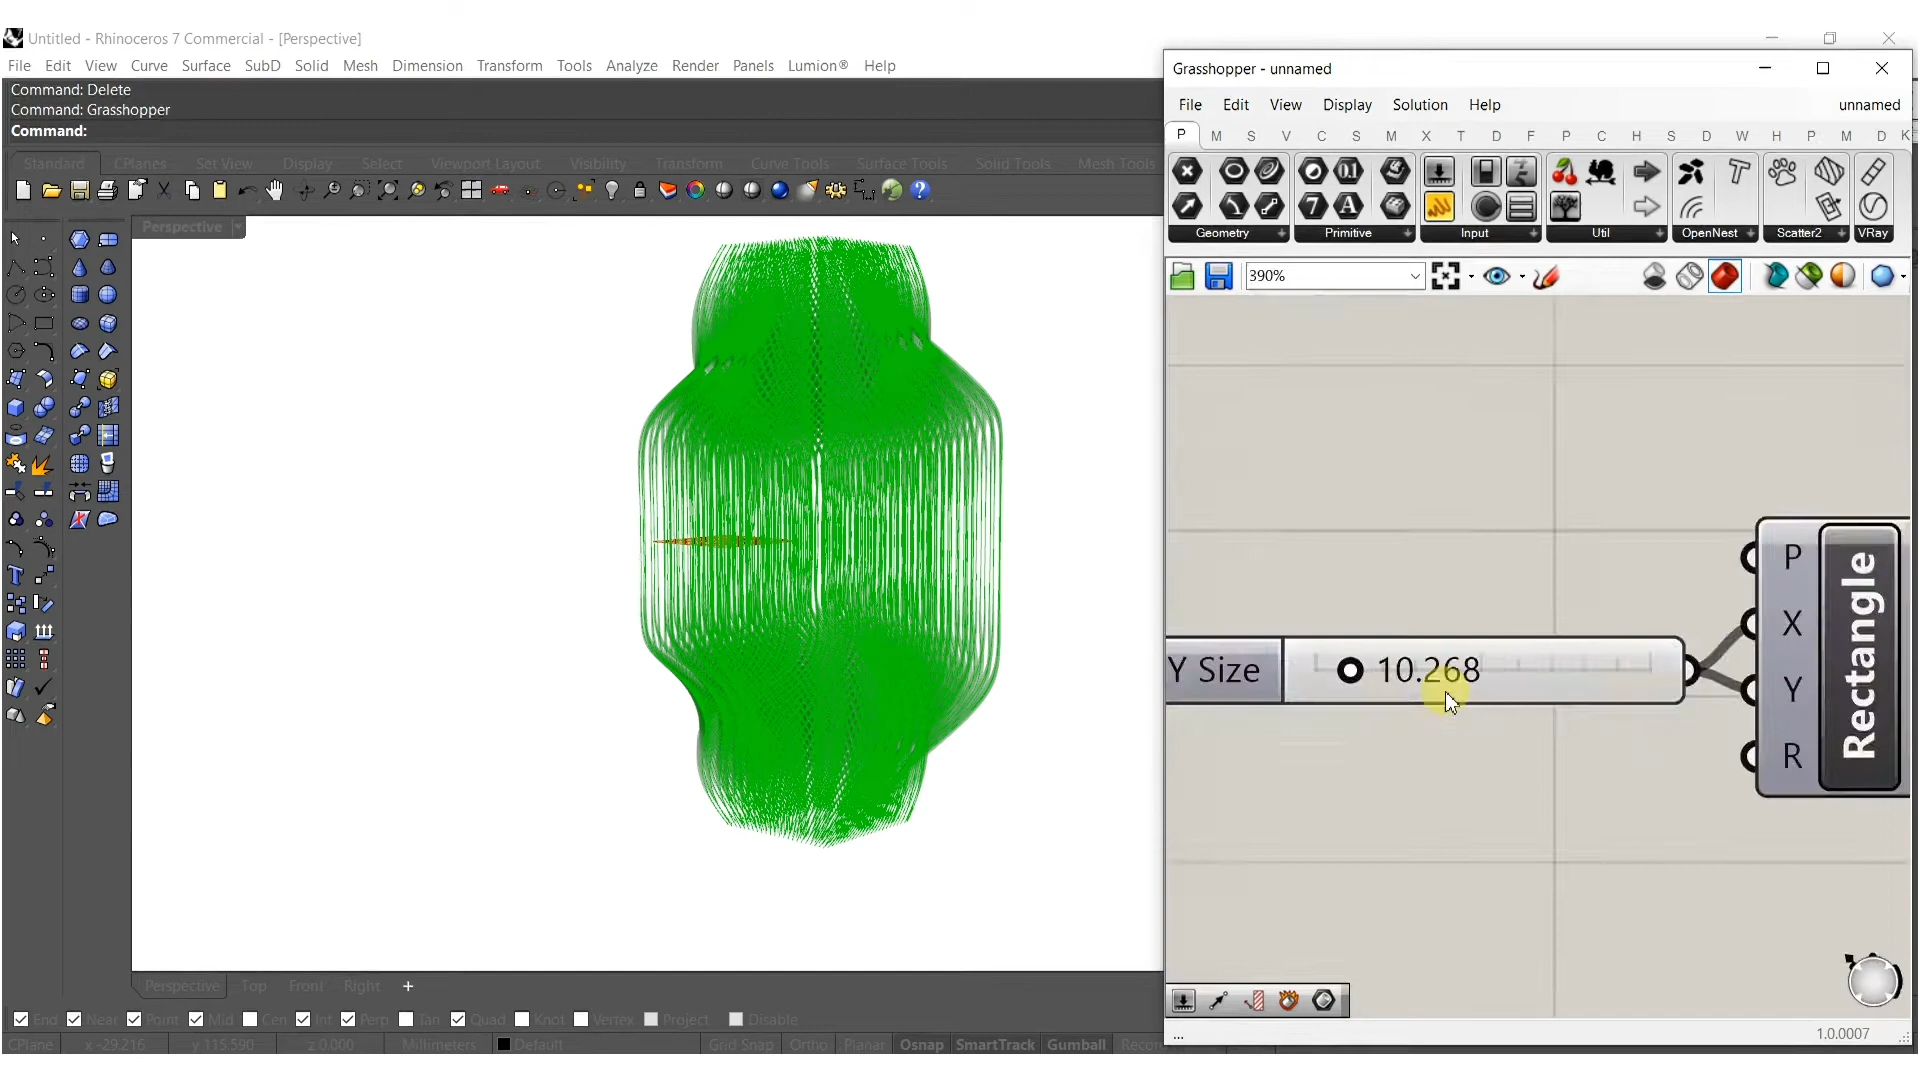 Untitled - Rhinoceros 7 Commercial - [Perspective]
File Edit View Curve Surface SubD Solid Mesh Dimension Transform Tools Analyze Render Panels Lumion® Help
Command: Delete
Command: Grasshopper
Command:
Standard CPlanes Set View Display Select Viewport Layout Visibility Transform Curve Tools Surface Tools Solid Tools Mesh Tools
Perspective
Perspective Top Front Right +
End Near Point Mid Cen Int Perp Tan Quad Knot Vertex Project Disable
CPlane x -29.216 y 115.590 z 0.000 Millimeters Default Grid Snap Ortho Planar Osnap SmartTrack Gumball Record
Grasshopper - unnamed
File Edit View Display Solution Help unnamed
P M S V C S M X T D F P C H S D W H P M D K
Geometry Primitive Input Util OpenNest Scatter2 VRay
390%
P
X
Y
R
Rectangle
Y Size 10.268
... 1.0.0007